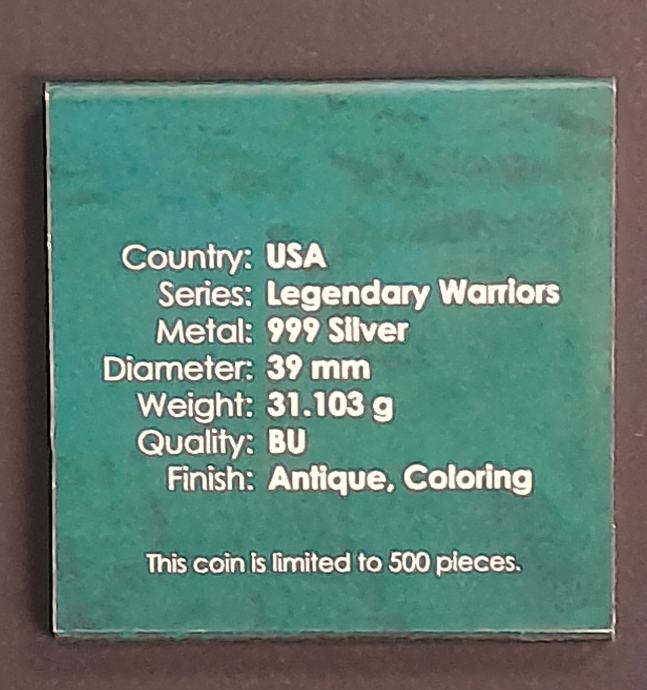 Country: USA
Series: Legendary Warriors
Metal: 999 Silver
Diameter: 39 mm
Weight: 31.103 g
Quality: BU
Finish: Antique, Coloring
This coin is limited to 500 pieces.